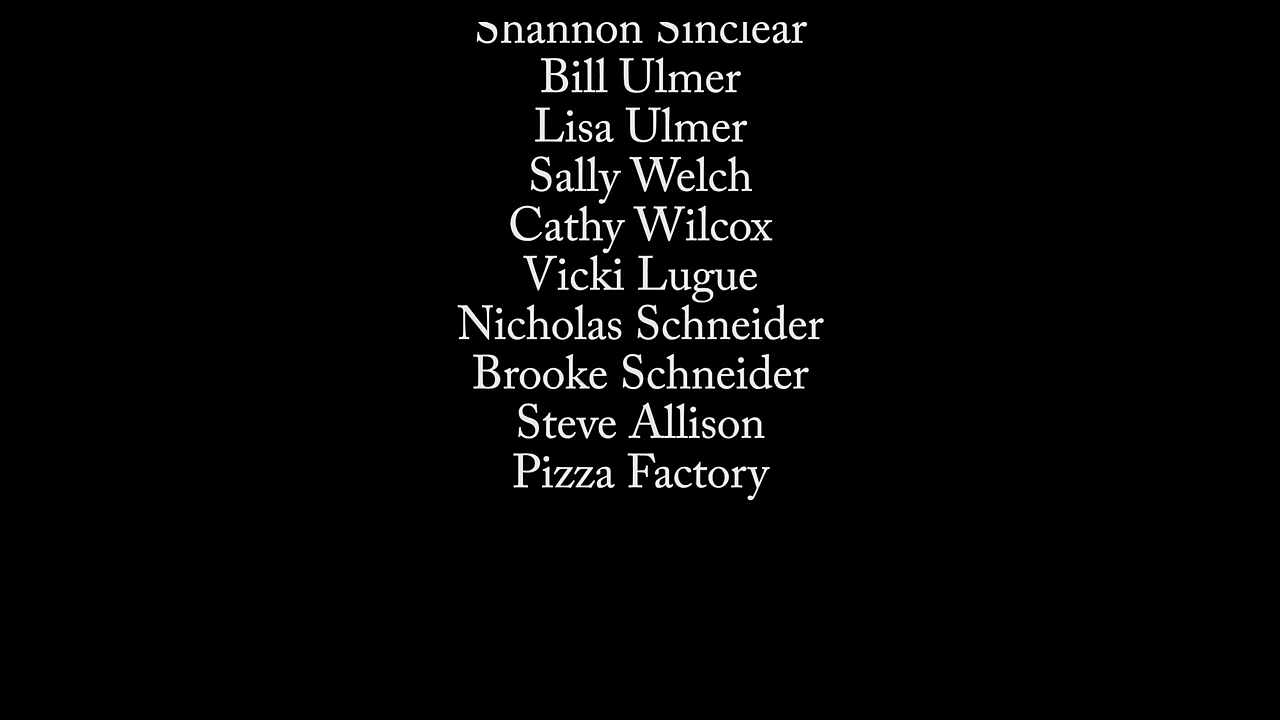 Shannon Sinclear
Bill Ulmer
Lisa Ulmer
Sally Welch
Cathy Wilcox
Vicki Lugue
Nicholas Schneider
Brooke Schneider
Steve Allison
Pizza Factory